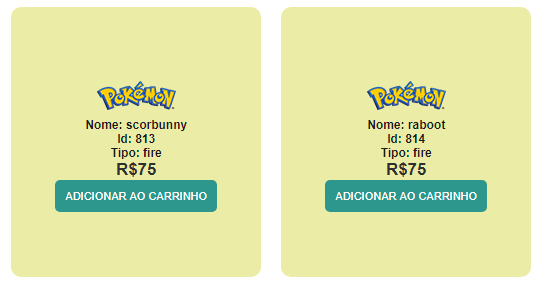 POKéMON
Nome: scorbunny
Id: 813
Tipo: fire
R$75
ADICIONAR AO CARRINHO
POKéMON
Nome: raboot
Id: 814
Tipo: fire
R$75
ADICIONAR AO CARRINHO